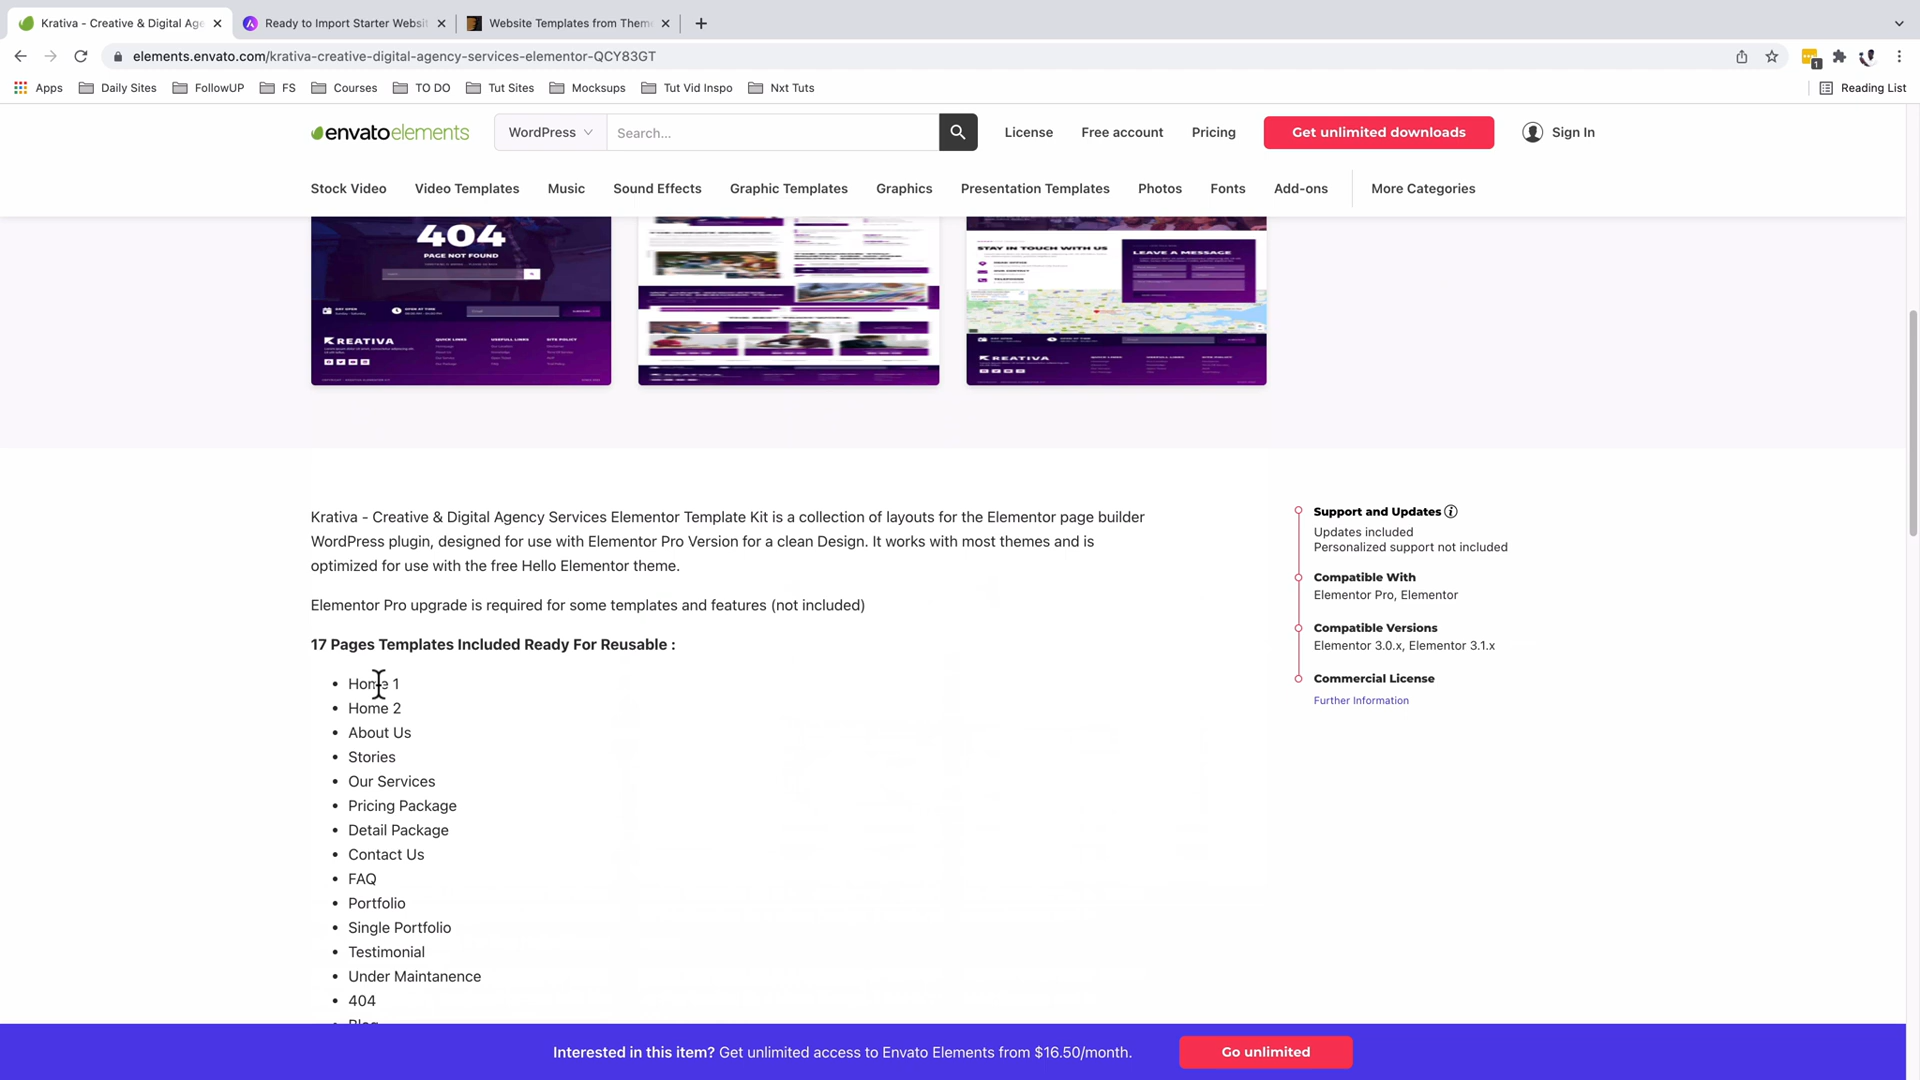 Krativa - Creative & Digital Age
Ready to Import Starter Websit
Website Templates from Them
elements.envato.com/krativa-creative-digital-agency-services-elementor-QCY83GT
1
Apps Daily Sites FollowUP FS Courses TO DO Tut Sites Mocksups Tut Vid Inspo Nxt Tuts Reading List
envatoelements WordPress Search... License Free account Pricing Get unlimited downloads Sign In
Stock Video Video Templates Music Sound Effects Graphic Templates Graphics Presentation Templates Photos Fonts Add-ons More Categories
404
PAGE NOT FOUND
STAY IN TOUCH WITH US
LEAVE A MESSAGE
REATIVA
QUICK LINKS
USEFULL LINKS
SITE POLICY
REATIVA
Krativa - Creative & Digital Agency Services Elementor Template Kit is a collection of layouts for the Elementor page builder
WordPress plugin, designed for use with Elementor Pro Version for a clean Design. It works with most themes and is
optimized for use with the free Hello Elementor theme.
Elementor Pro upgrade is required for some templates and features (not included)
17 Pages Templates Included Ready For Reusable :
• Home 1
• Home 2
• About Us
• Stories
• Our Services
• Pricing Package
• Detail Package
• Contact Us
• FAQ
• Portfolio
• Single Portfolio
• Testimonial
• Under Maintanence
• 404
Blog
Support and Updates
Updates included
Personalized support not included
Compatible With
Elementor Pro, Elementor
Compatible Versions
Elementor 3.0.x, Elementor 3.1.x
Commercial License
Further Information
Interested in this item? Get unlimited access to Envato Elements from $16.50/month.
Go unlimited